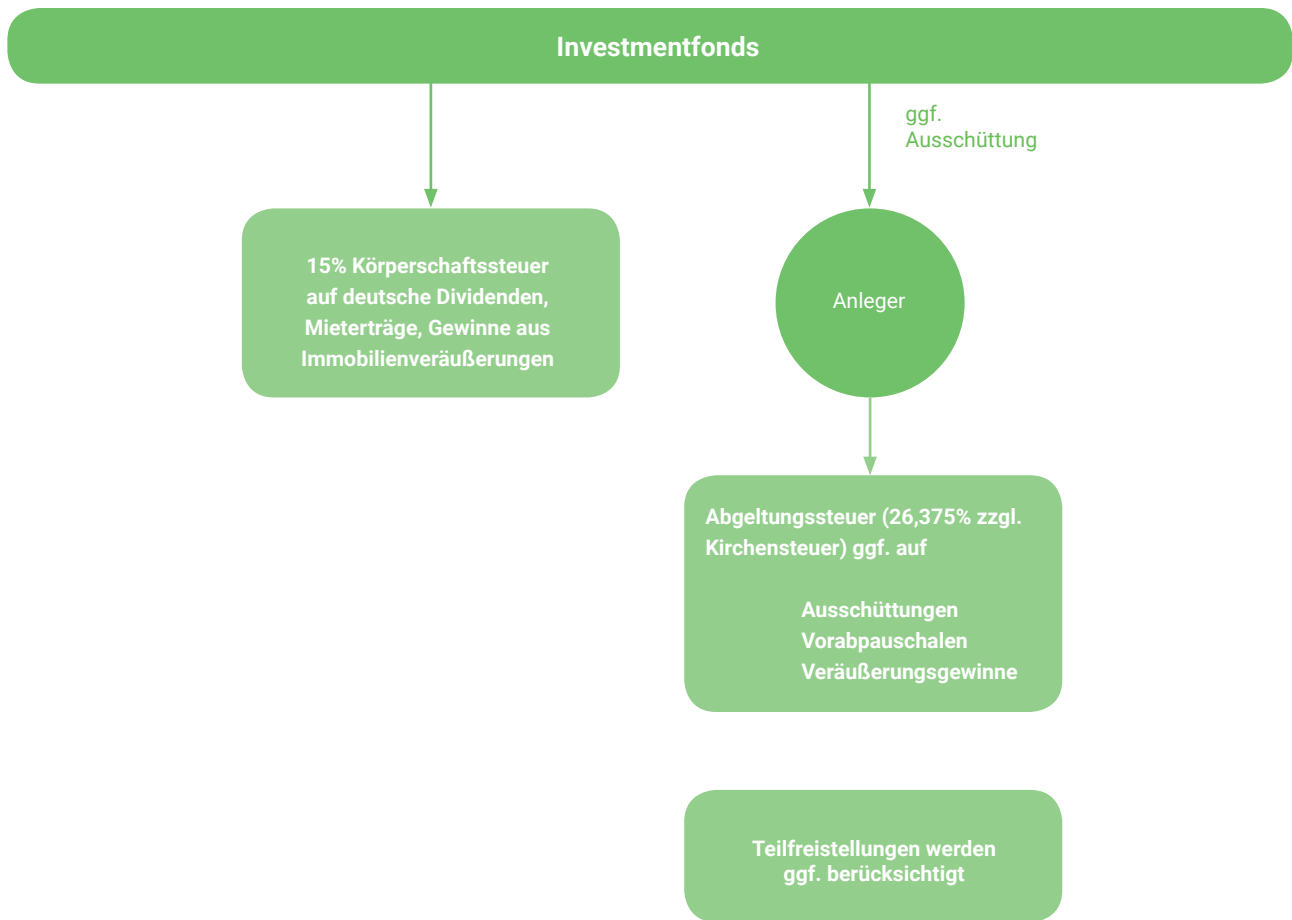 Investmentfonds
ggf.
Ausschüttung
15% Körperschaftssteuer
auf deutsche Dividenden,
Mieterträge, Gewinne aus
Immobilienveräußerungen
Anleger
Abgeltungssteuer (26,375% zzgl.
Kirchensteuer) ggf. auf
Ausschüttungen
Vorabpauschalen
Veräußerungsgewinne
Teilfreistellungen werden
ggf. berücksichtigt